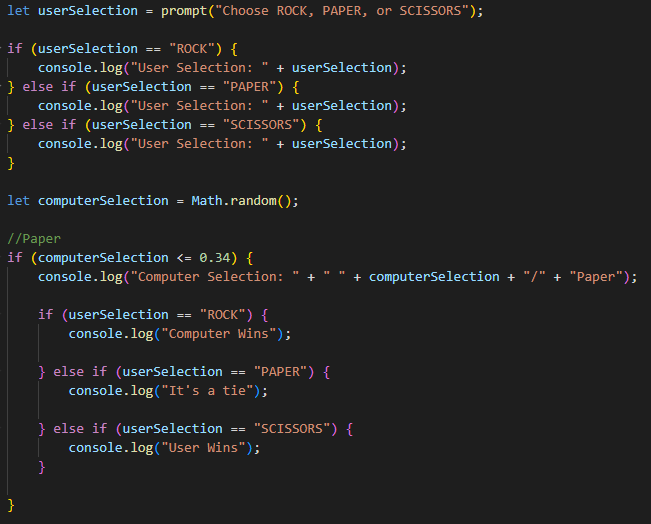 let userSelection = prompt("Choose ROCK, PAPER, or SCISSORS");
if (userSelection == "ROCK") {
console.log("User Selection: " + userSelection);
} else if (userSelection == "PAPER") {
console.log("User Selection: " + userSelection);
} else if (userSelection == "SCISSORS") {
console.log("User Selection: " + userSelection);
}
let computerSelection = Math.random();
//Paper
if (computerSelection <= 0.34) {
console.log("Computer Selection: " + " " + computerSelection + "/" + "Paper");
if (userSelection == "ROCK") {
console.log("Computer Wins");
} else if (userSelection == "PAPER") {
console.log("It's a tie");
} else if (userSelection == "SCISSORS") {
console.log("User Wins");
}
}